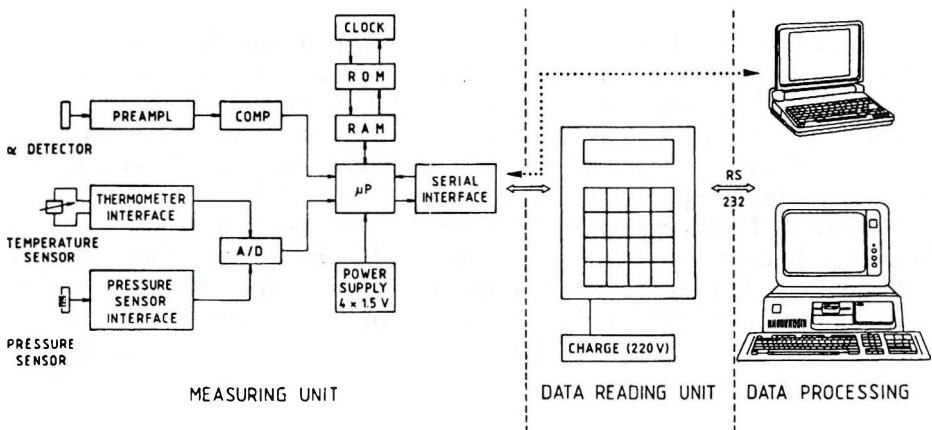 CLOCK
ROM
RAM
PREAMPL
COMP
α DETECTOR
μP
SERIAL
INTERFACE
RS
232
THERMOMETER
INTERFACE
TEMPERATURE
SENSOR
A/D
POWER
SUPPLY
4 × 1.5 V
PRESSURE
SENSOR
INTERFACE
PRESSURE
SENSOR
CHARGE (220 V)
MEASURING UNIT
DATA READING UNIT
DATA PROCESSING